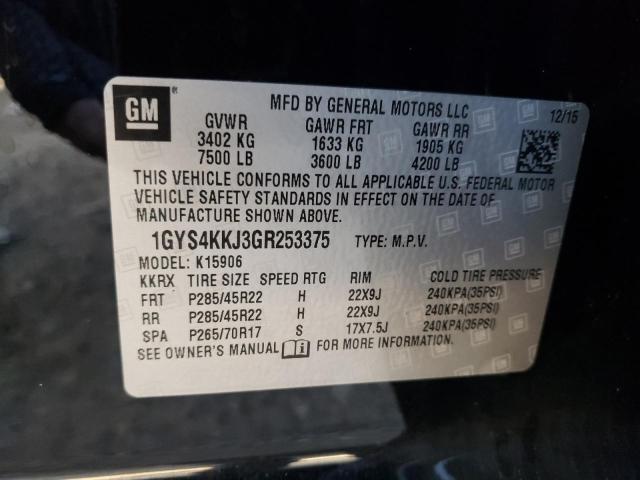 GM
MFD BY GENERAL MOTORS LLC 12/15
GVWR GAWR FRT GAWR RR
3402 KG 1633 KG 1905 KG
7500 LB 3600 LB 4200 LB
THIS VEHICLE CONFORMS TO ALL APPLICABLE U.S. FEDERAL MOTOR
VEHICLE SAFETY STANDARDS IN EFFECT ON THE DATE OF
MANUFACTURE SHOWN ABOVE.
1GYS4KKJ3GR253375 TYPE: M.P.V.
MODEL: K15906
KKRX TIRE SIZE SPEED RTG RIM COLD TIRE PRESSURE
FRT P285/45R22 H 22X9J 240KPA(35PSI)
RR P285/45R22 H 22X9J 240KPA(35PSI)
SPA P265/70R17 S 17X7.5J 240KPA(35PSI)
SEE OWNER'S MANUAL FOR MORE INFORMATION.